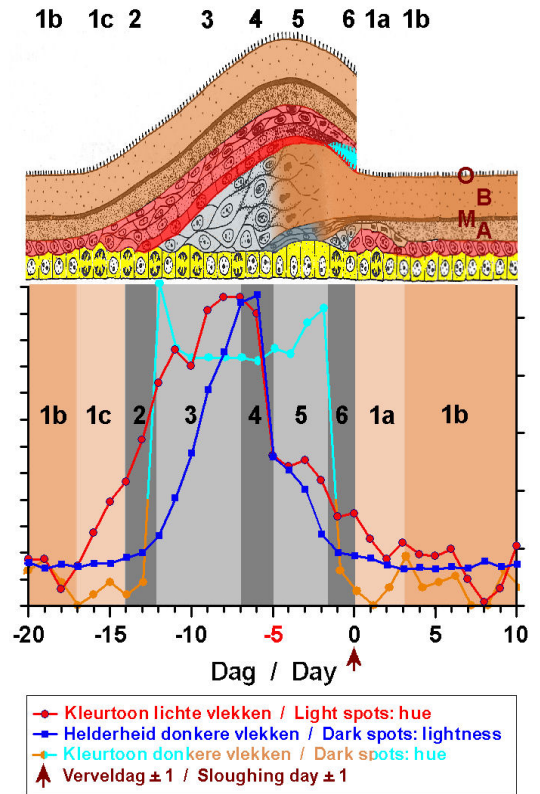 1b 1c 2 3 4 5 6 1a 1b
O
B
M
A
1b 1c 2 3 4 5 6 1a 1b
-20 -15 -10 -5 0 5 10
Dag / Day
Kleurtoon lichte vlekken / Light spots: hue
Helderheid donkere vlekken / Dark spots: lightness
Kleurtoon donkere vlekken / Dark spots: hue
Verveldag ± 1 / Sloughing day ± 1